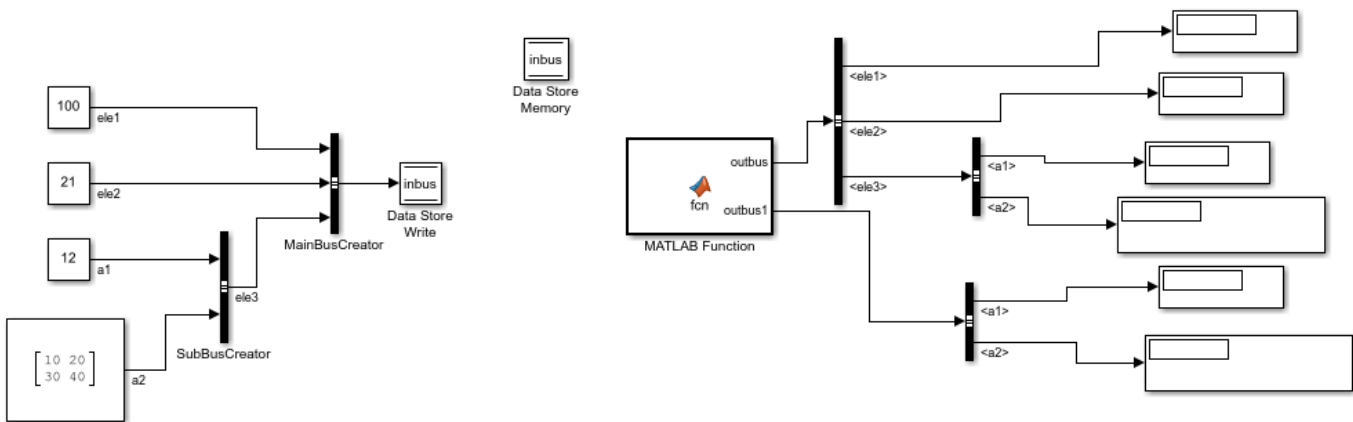 inbus
Data Store
Memory
100
ele1
21
ele2
12
a1
10 20
30 40
a2
SubBusCreator
ele3
MainBusCreator
inbus
Data Store
Write
outbus
fcn
outbus1
MATLAB Function
<ele1>
<ele2>
<ele3>
<a1>
<a2>
<a1>
<a2>